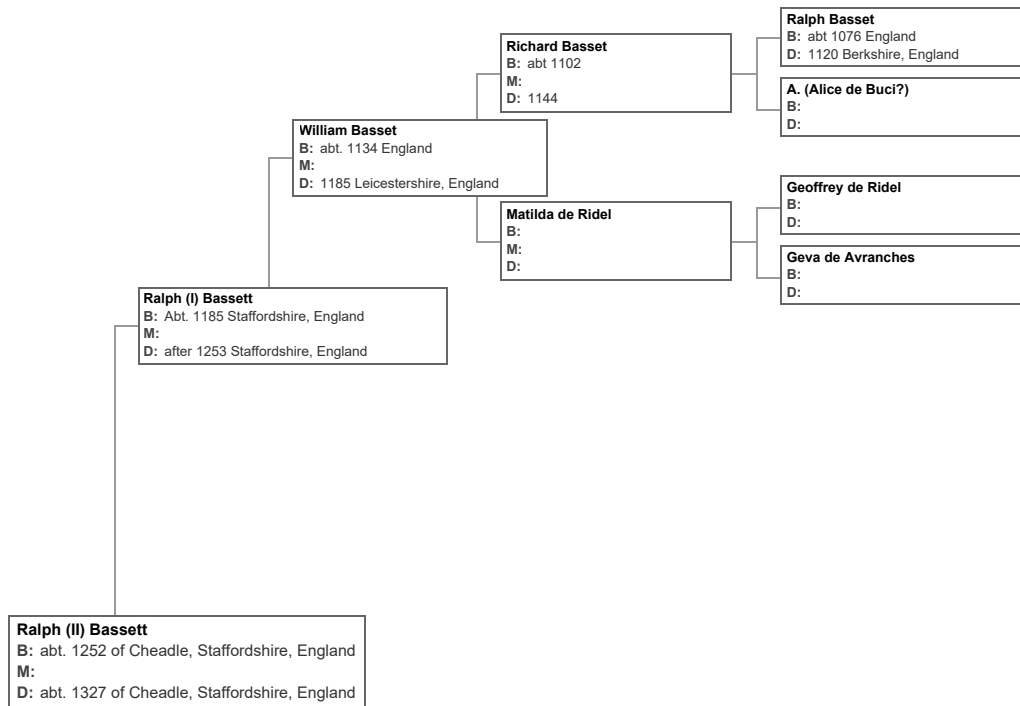 Ralph Basset
B: abt 1076 England
D: 1120 Berkshire, England
Richard Basset
B: abt 1102
M:
D: 1144
A. (Alice de Buci?)
B:
D:
William Basset
B: abt. 1134 England
M:
D: 1185 Leicestershire, England
Geoffrey de Ridel
B:
D:
Matilda de Ridel
B:
M:
D:
Geva de Avranches
B:
D:
Ralph (I) Bassett
B: Abt. 1185 Staffordshire, England
M:
D: after 1253 Staffordshire, England
Ralph (II) Bassett
B: abt. 1252 of Cheadle, Staffordshire, England
M:
D: abt. 1327 of Cheadle, Staffordshire, England